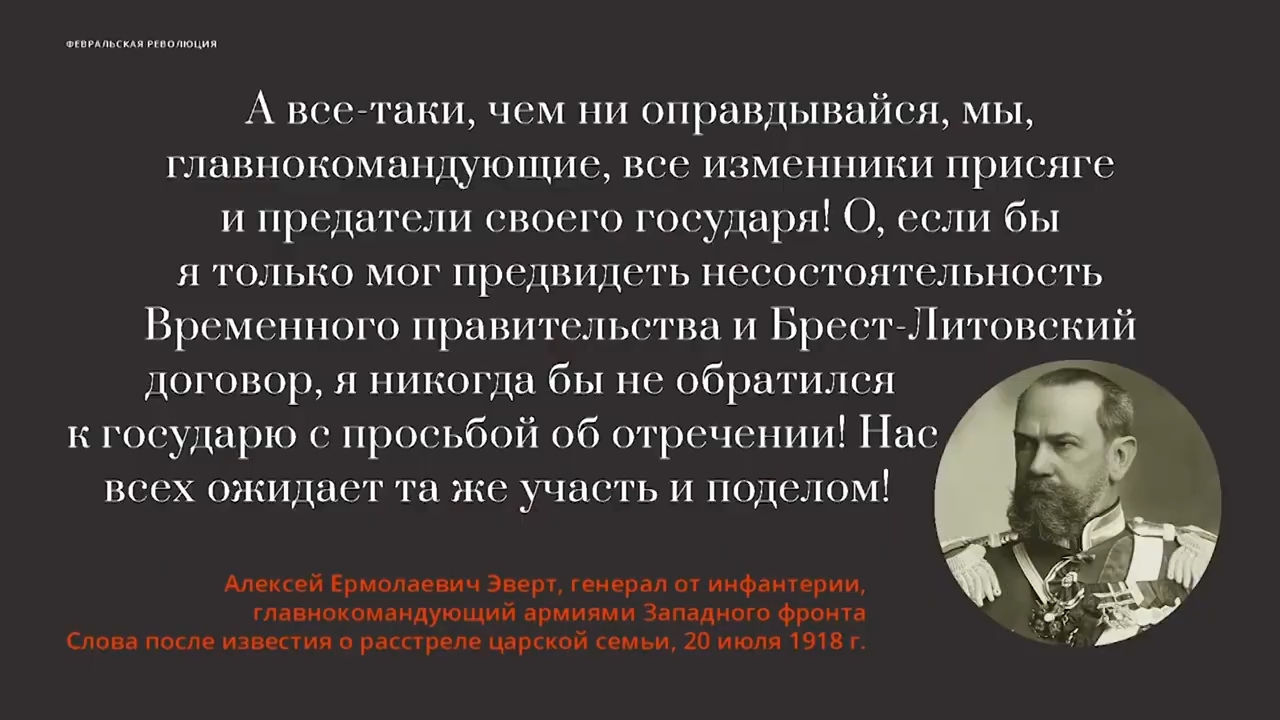 ФЕВРАЛЬСКАЯ РЕВОЛЮЦИЯ
А все-таки, чем ни оправдывайся, мы,
главнокомандующие, все изменники присяге
и предатели своего государя! О, если бы
я только мог предвидеть несостоятельность
Временного правительства и Брест-Литовский
договор, я никогда бы не обратился
к государю с просьбой об отречении! Нас
всех ожидает та же участь и поделом!
Алексей Ермолаевич Эверт, генерал от инфантерии,
главнокомандующий армиями Западного фронта
Слова после известия о расстреле царской семьи, 20 июля 1918 г.